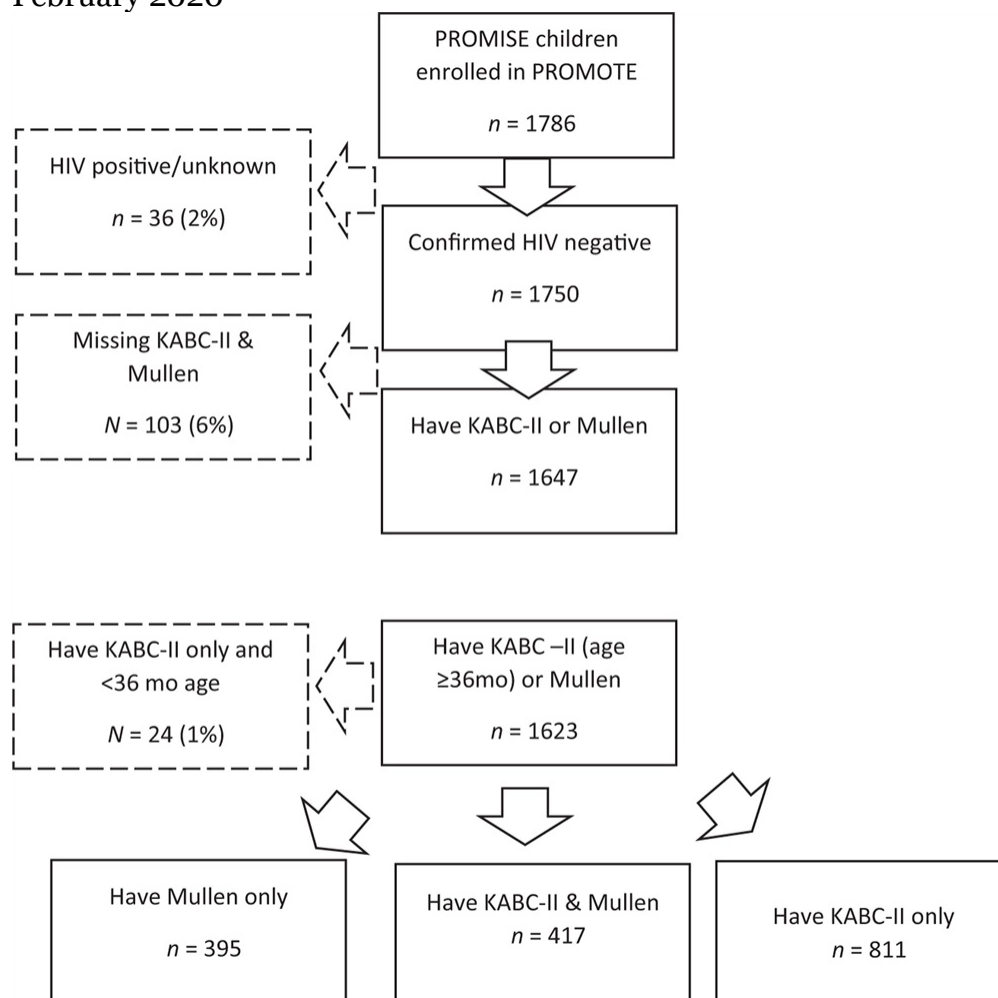 PROMISE children
enrolled in PROMOTE
n = 1786
HIV positive/unknown
n = 36 (2%)
Confirmed HIV negative
n = 1750
Missing KABC-II &
Mullen
N = 103 (6%)
Have KABC-II or Mullen
n = 1647
Have KABC-II only and
<36 mo age
N = 24 (1%)
Have KABC –II (age
≥36mo) or Mullen
n = 1623
Have Mullen only
n = 395
Have KABC-II & Mullen
n = 417
Have KABC-II only
n = 811